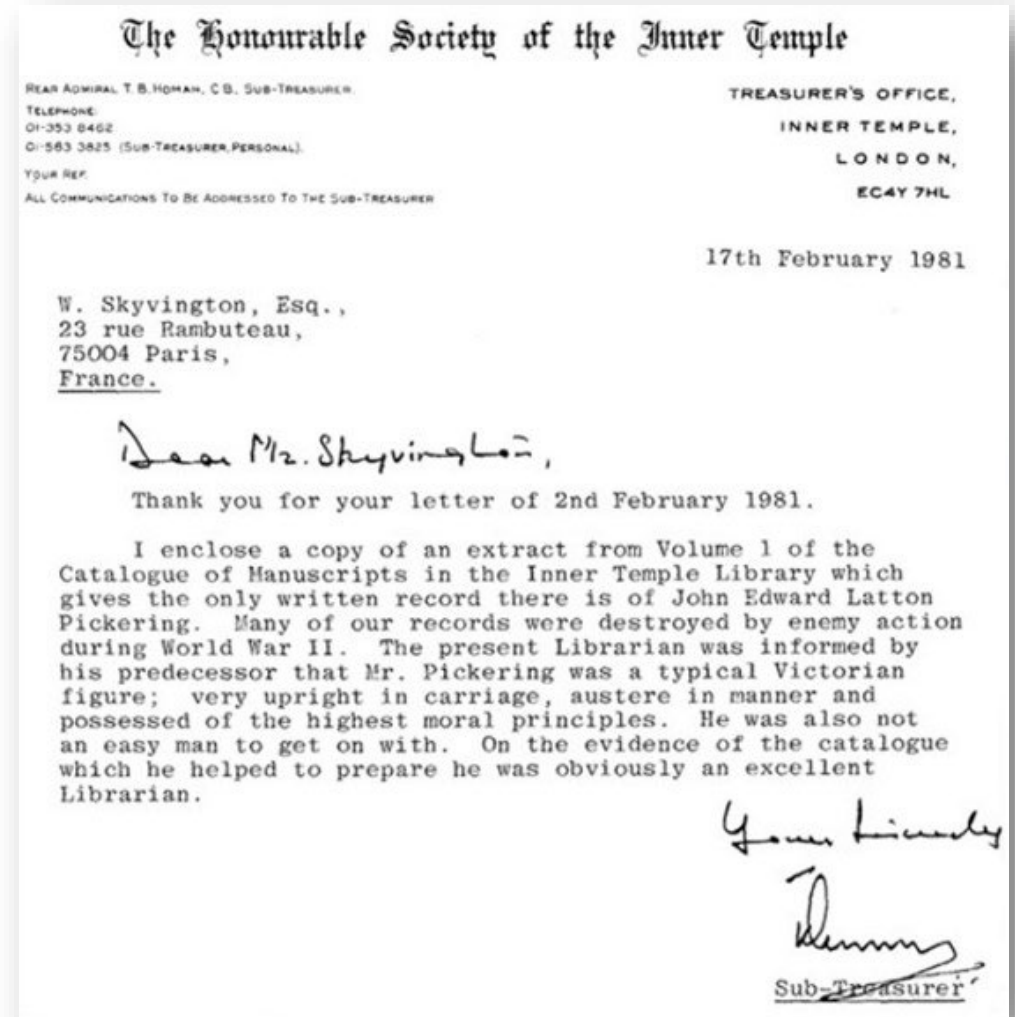 The Honourable Society of the Inner Temple
REAR ADMIRAL T. B. HOMAN, C B., SUB-TREASURER.
TELEPHONE:
01-353 8462
01-583 3825 (SUB-TREASURER, PERSONAL).
YOUR REF.
ALL COMMUNICATIONS TO BE ADDRESSED TO THE SUB-TREASURER
TREASURER'S OFFICE,
INNER TEMPLE,
LONDON,
EC4Y 7HL
17th February 1981
W. Skyvington, Esq.,
23 rue Rambuteau,
75004 Paris,
France.
Dear Mr. Skyvington,
Thank you for your letter of 2nd February 1981.
I enclose a copy of an extract from Volume 1 of the
Catalogue of Manuscripts in the Inner Temple Library which
gives the only written record there is of John Edward Latton
Pickering. Many of our records were destroyed by enemy action
during World War II. The present Librarian was informed by
his predecessor that Mr. Pickering was a typical Victorian
figure; very upright in carriage, austere in manner and
possessed of the highest moral principles. He was also not
an easy man to get on with. On the evidence of the catalogue
which he helped to prepare he was obviously an excellent
Librarian.
Yours sincerely
Sub-Treasurer